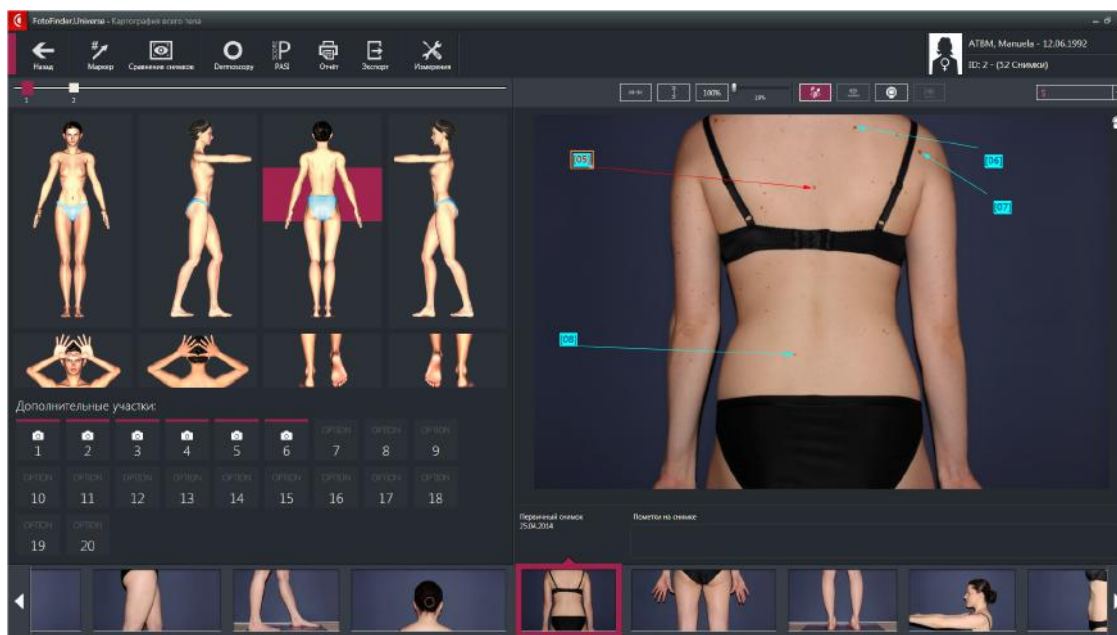 FotoFinder.Universe - Картография всего тела
ATBM, Manuela - 12.06.1992
ID: 2 - (52 Снимки)
Назад
Маркер
Сравнение снимков
Dermoscopy
PASI
Отчёт
Экспорт
Измерения
1
2
100%
[05]
[06]
[07]
[08]
Дополнительные участки:
1
2
3
4
5
6
OPTION
7
OPTION
8
OPTION
9
OPTION
10
OPTION
11
OPTION
12
OPTION
13
OPTION
14
OPTION
15
OPTION
16
OPTION
17
OPTION
18
OPTION
19
OPTION
20
Первичный снимок
25.04.2014
Пометки на снимке